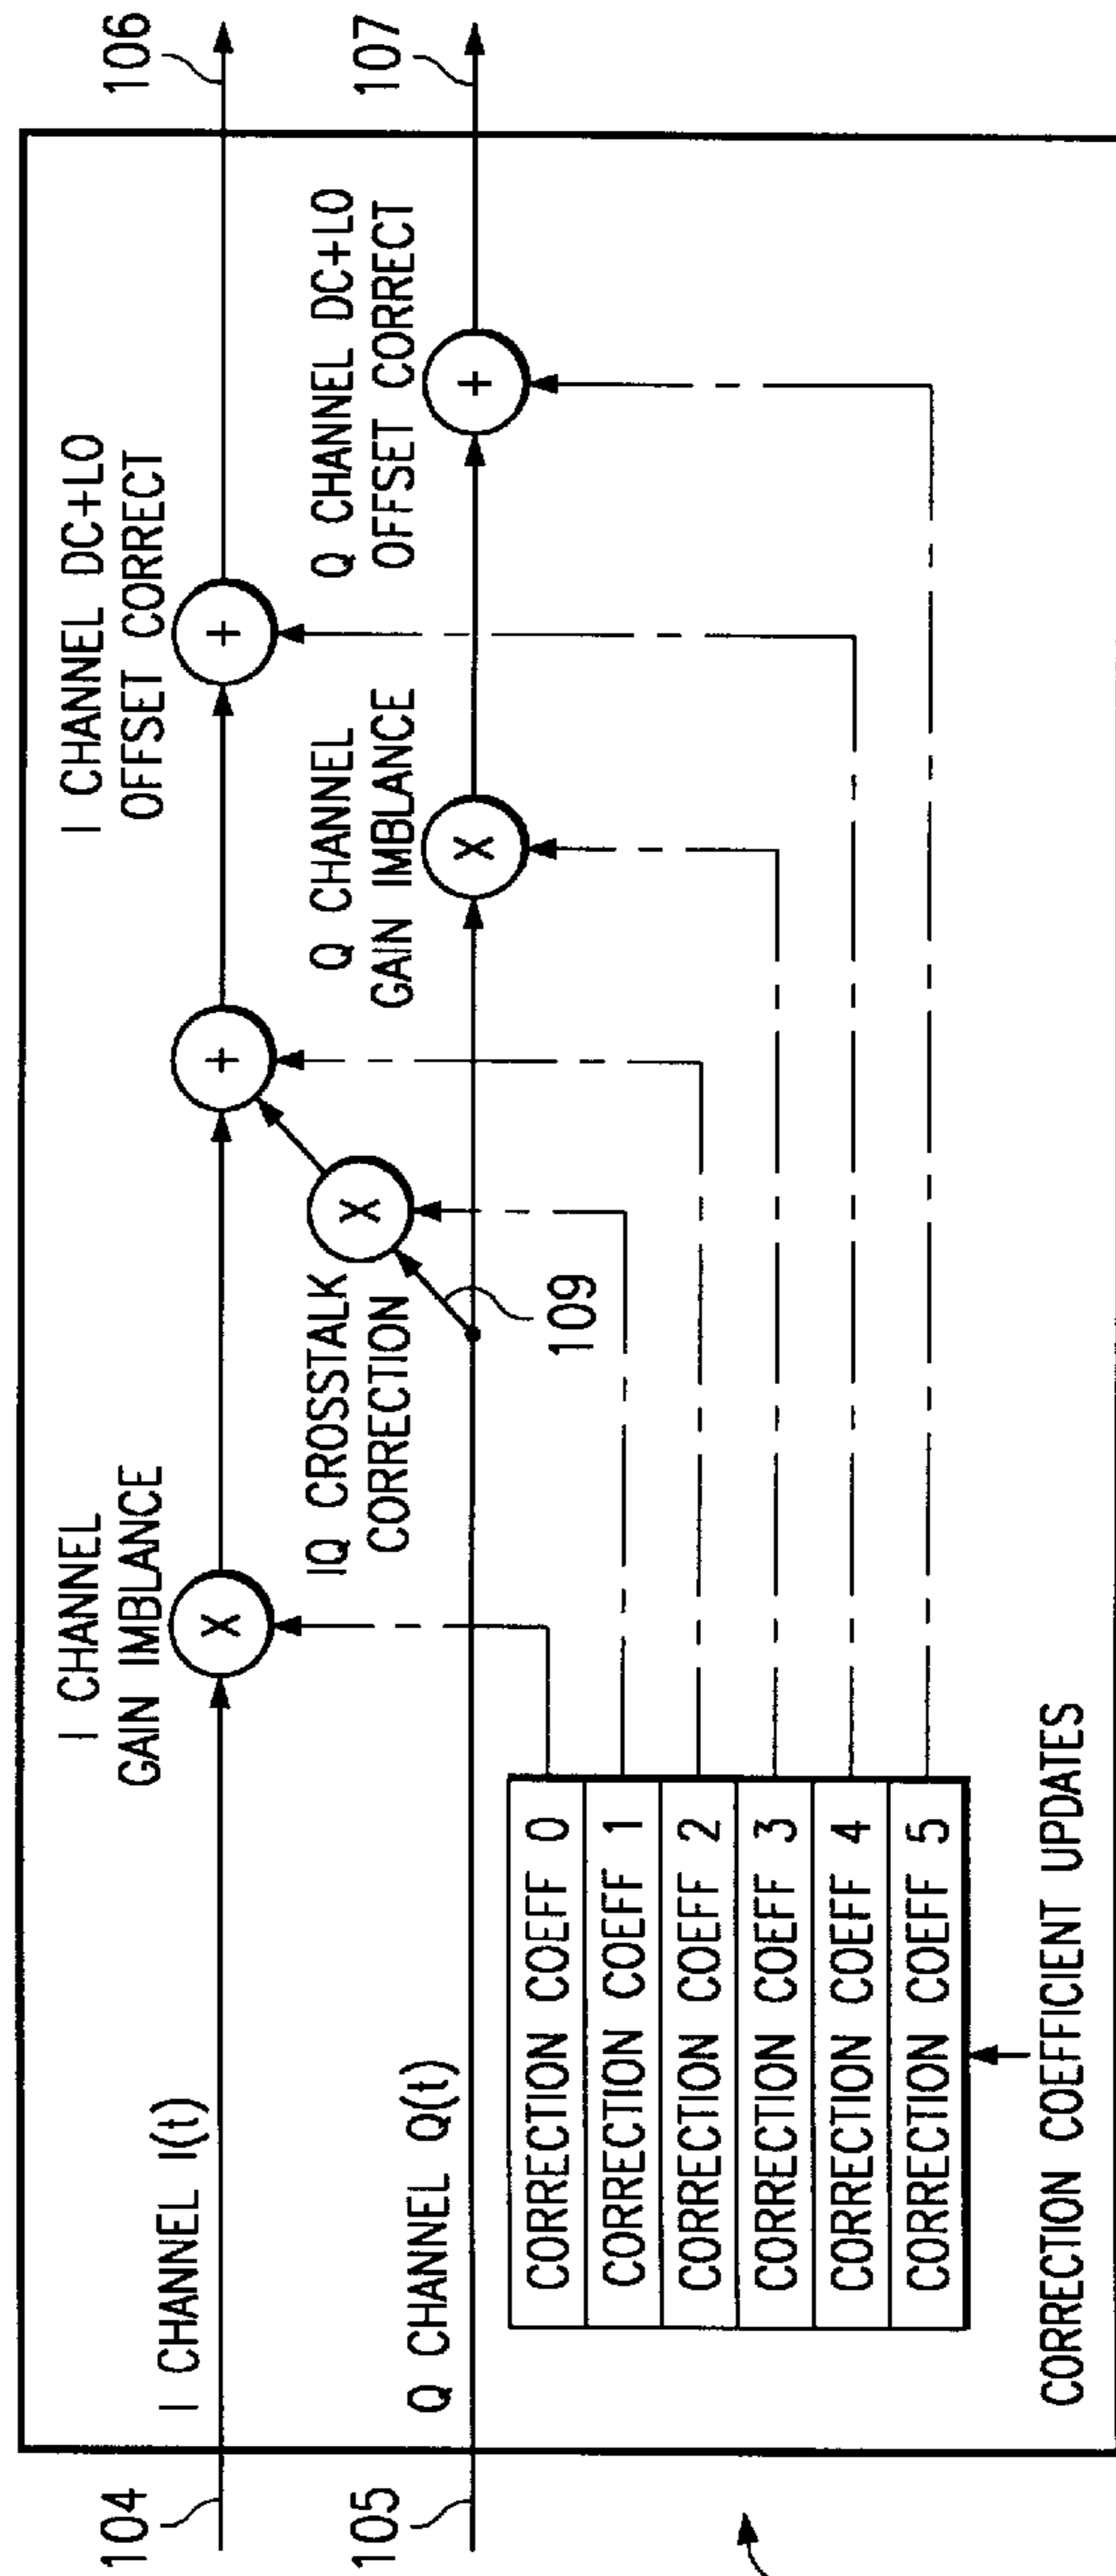 104
I CHANNEL I(t)
I CHANNEL
GAIN IMBLANCE
X
+
I CHANNEL DC+LO
OFFSET CORRECT
+
106
105
Q CHANNEL Q(t)
IQ CROSSTALK
CORRECTION
X
109
Q CHANNEL
GAIN IMBLANCE
X
Q CHANNEL DC+LO
OFFSET CORRECT
+
107
CORRECTION COEFF 0
CORRECTION COEFF 1
CORRECTION COEFF 2
CORRECTION COEFF 3
CORRECTION COEFF 4
CORRECTION COEFF 5
CORRECTION COEFFICIENT UPDATES